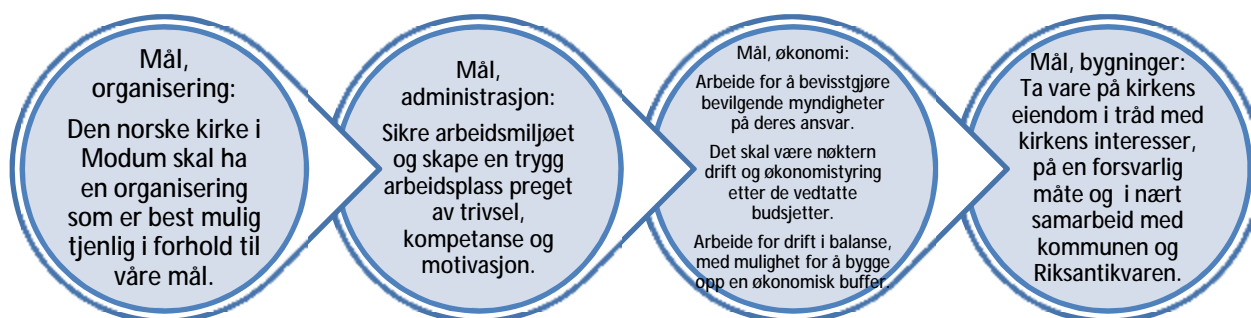 Mål,
organisering:
Den norske kirke i
Modum skal ha
en organisering
som er best mulig
tjenlig i forhold til
våre mål.
Mål,
administrasjon:
Sikre arbeidsmiljøet
og skape en trygg
arbeidsplass preget
av trivsel,
kompetanse og
motivasjon.
Mål, økonomi:
Arbeide for å bevisstgjøre
bevilgende myndigheter
på deres ansvar.
Det skal være nøktern
drift og økonomistyring
etter de vedtatte
budsjetter.
Arbeide for drift i balanse,
med mulighet for å bygge
opp en økonomisk buffer.
Mål, bygninger:
Ta vare på kirkens
eiendom i tråd med
kirkens interesser,
på en forsvarlig
måte og i nært
samarbeid med
kommunen og
Riksantikvaren.